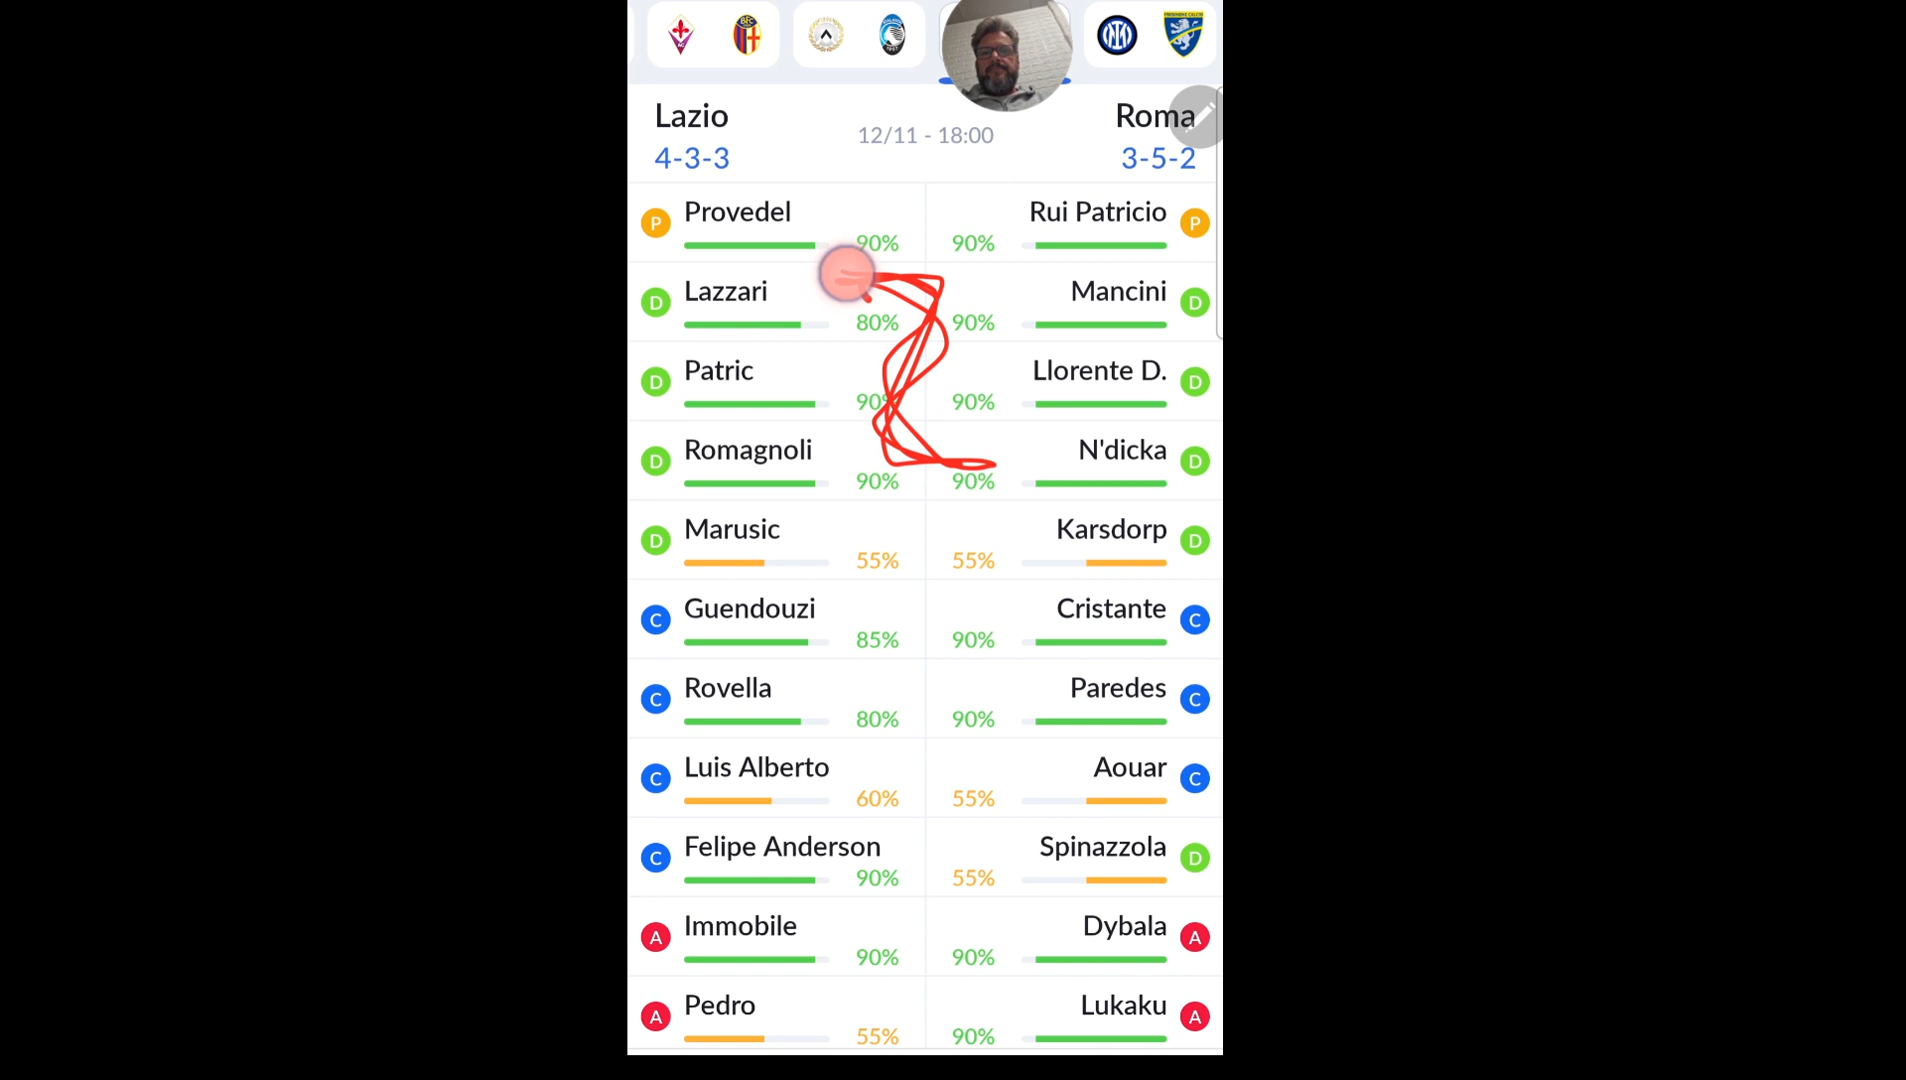 Lazio
12/11 - 18:00
Roma
4-3-3
3-5-2
P Provedel 90%
90% Rui Patricio P
D Lazzari 80%
90% Mancini D
D Patric 90%
90% Llorente D. D
D Romagnoli 90%
90% N'dicka D
D Marusic 55%
55% Karsdorp D
C Guendouzi 85%
90% Cristante C
C Rovella 80%
90% Paredes C
C Luis Alberto 60%
55% Aouar C
C Felipe Anderson 90%
55% Spinazzola D
A Immobile 90%
90% Dybala A
A Pedro 55%
90% Lukaku A